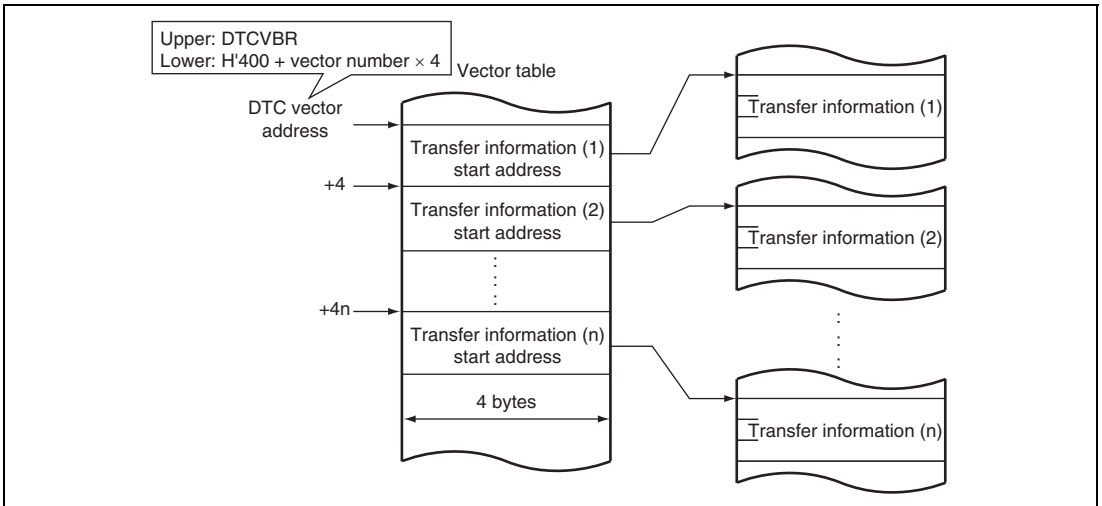 Upper: DTCVBR
Lower: H'400 + vector number × 4
Vector table
DTC vector
address
Transfer information (1)
start address
+4
Transfer information (2)
start address
+4n
Transfer information (n)
start address
4 bytes
Transfer information (1)
Transfer information (2)
Transfer information (n)